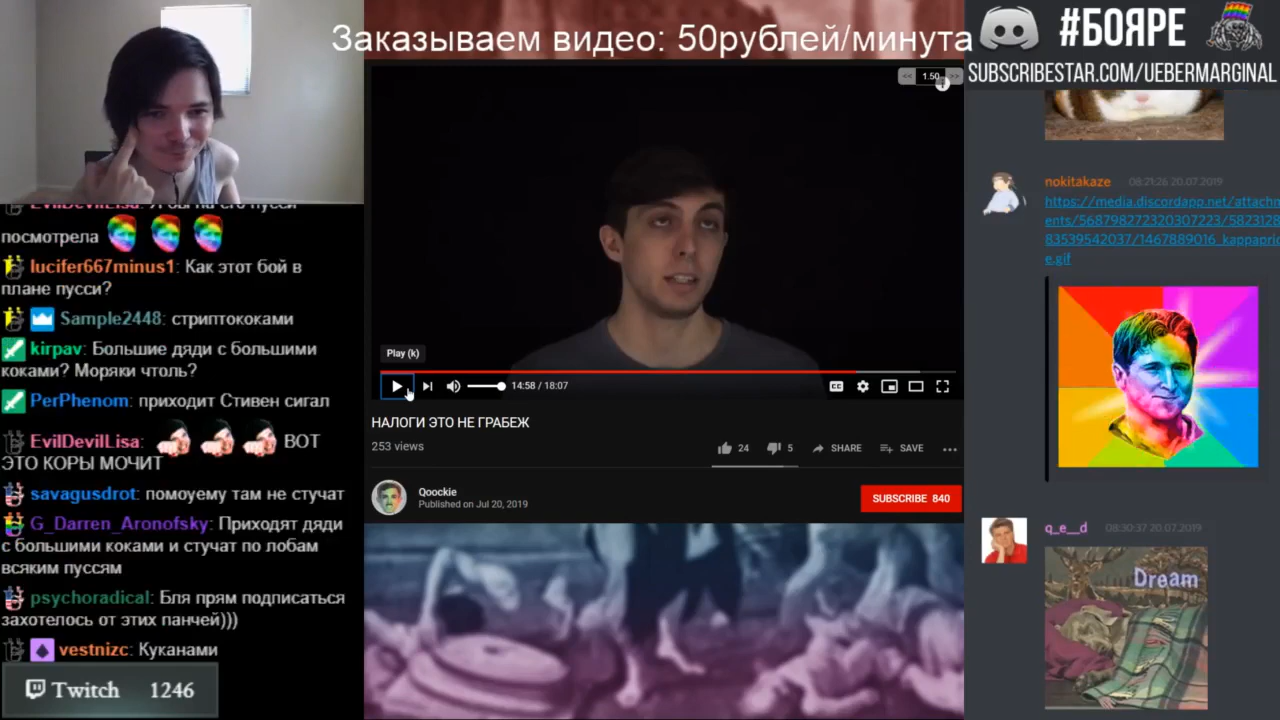 Заказываем видео: 50рублей/минута
#БОЯРЕ
SUBSCRIBESTAR.COM/UEBERMARGINAL
посмотрела
lucifer667minus1: Как этот бой в
плане пусси?
Sample2448: стриптококами
kirpav: Большие дяди с большими
коками? Моряки чтоль?
PerPhenom: приходит Стивен сигал
EvilDevilLisa: ВОТ
ЭТО КОРЫ МОЧИТ
savagusdrot: помоуему там не стучат
G_Darren_Aronofsky: Приходят дяди
с большими коками и стучат по лобам
всяким пуссям
psychoradical: Бля прям подписаться
захотелось от этих панчей)))
vestnizc: Куканами
Twitch 1246
<< 1.50 >>
Play (k)
14:58 / 18:07
НАЛОГИ ЭТО НЕ ГРАБЕЖ
253 views
24 5 SHARE SAVE
Qoockie
Published on Jul 20, 2019
SUBSCRIBE 840
nokitakaze 08:21:26 20.07.2019
https://media.discordapp.net/attachm
ents/568798272320307223/5823128
83539542037/1467889016_kappaprid
e.gif
q_e__d 08:30:37 20.07.2019
Dream